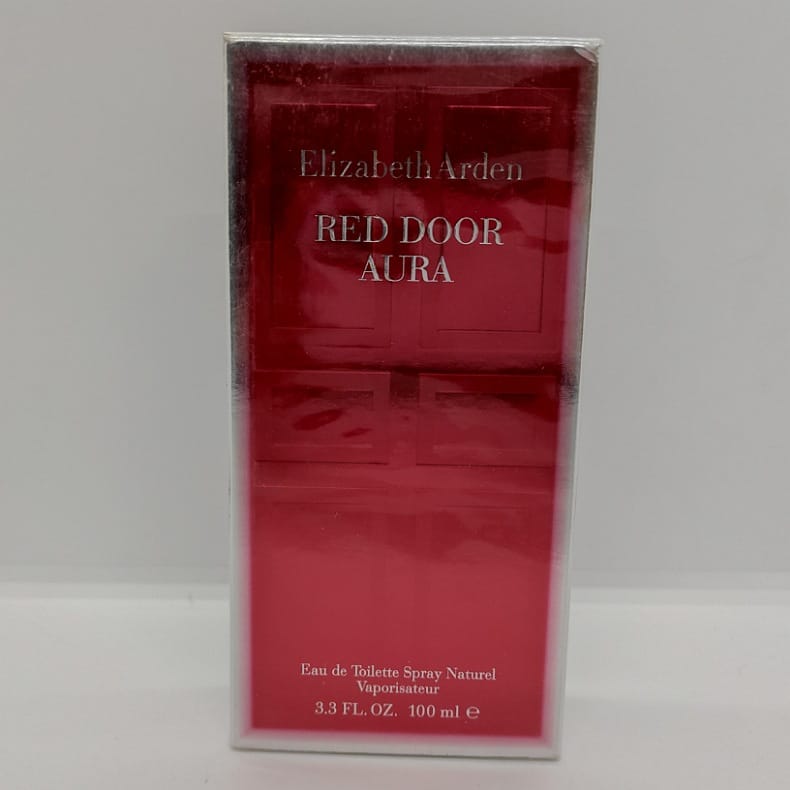 Elizabeth Arden
RED DOOR
AURA
Eau de Toilette Spray Naturel
Vaporisateur
3.3 FL. OZ. 100 ml ℮